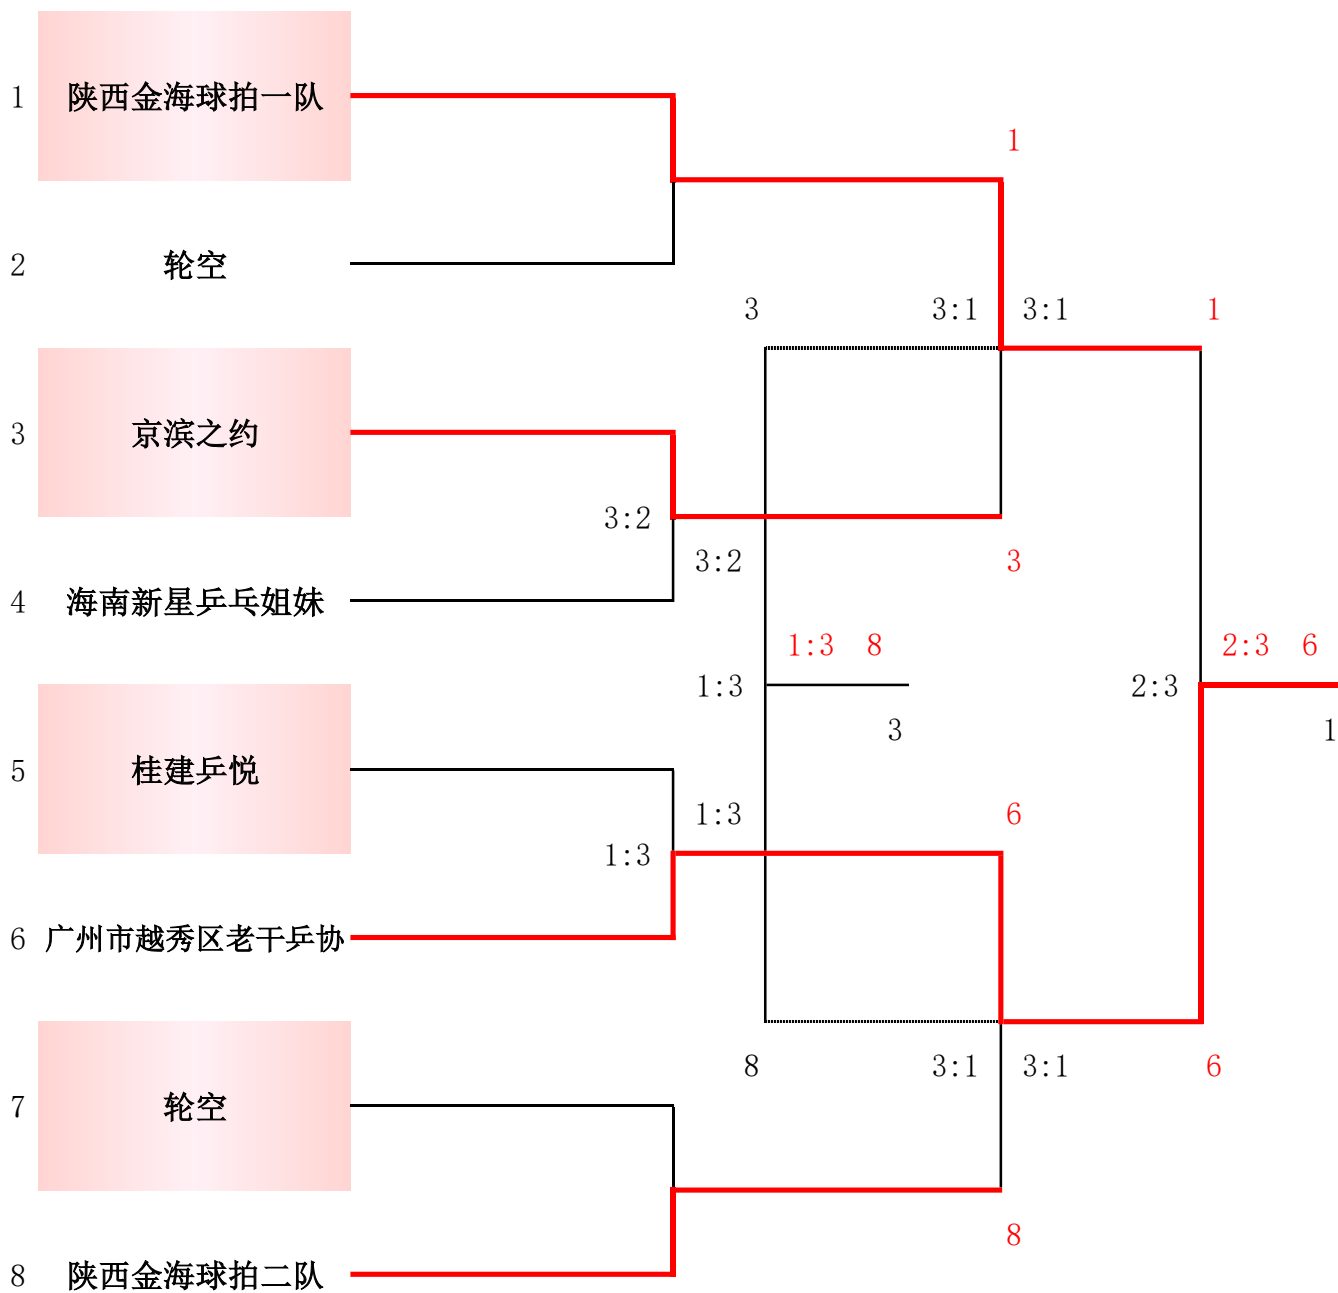 1 陕西金海球拍一队
1
2 轮空
3 3:1 3:1 1
3 京滨之约
3:2
3:2 3
4 海南新星乒乓姐妹
1:3 8 2:3 6
1:3 2:3
3 1
5 桂建乒悦
1:3 6
1:3
6 广州市越秀区老干乒协
8 3:1 3:1 6
7 轮空
8
8 陕西金海球拍二队